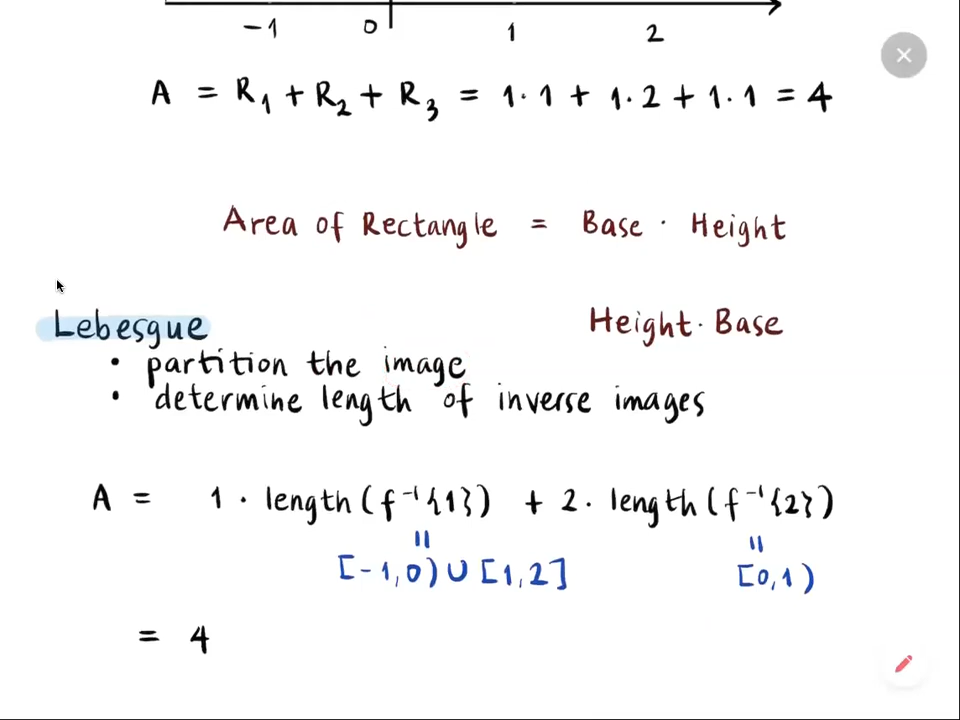 -1 0 1 2
A = R₁ + R₂ + R₃ = 1·1 + 1·2 + 1·1 = 4
Area of Rectangle = Base · Height
Lebesgue Height · Base
• partition the image
• determine length of inverse images
A = 1 · length (f⁻¹{1}) + 2 · length (f⁻¹{2})
= =
[-1,0) ∪ [1,2] [0,1)
= 4